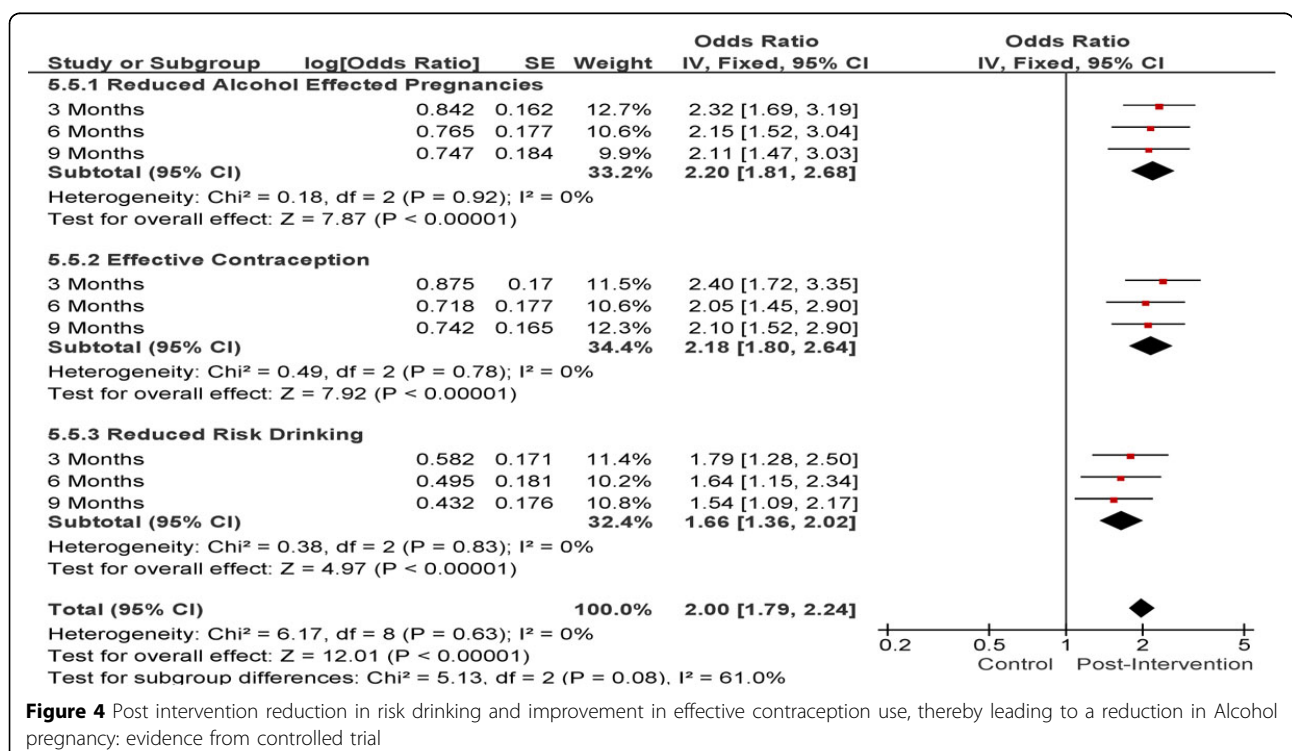 Odds Ratio Odds Ratio
Study or Subgroup log[Odds Ratio] SE Weight IV, Fixed, 95% CI IV, Fixed, 95% CI
5.5.1 Reduced Alcohol Effected Pregnancies
3 Months 0.842 0.162 12.7% 2.32 [1.69, 3.19]
6 Months 0.765 0.177 10.6% 2.15 [1.52, 3.04]
9 Months 0.747 0.184 9.9% 2.11 [1.47, 3.03]
Subtotal (95% CI) 33.2% 2.20 [1.81, 2.68]
Heterogeneity: Chi² = 0.18, df = 2 (P = 0.92); I² = 0%
Test for overall effect: Z = 7.87 (P < 0.00001)
5.5.2 Effective Contraception
3 Months 0.875 0.17 11.5% 2.40 [1.72, 3.35]
6 Months 0.718 0.177 10.6% 2.05 [1.45, 2.90]
9 Months 0.742 0.165 12.3% 2.10 [1.52, 2.90]
Subtotal (95% CI) 34.4% 2.18 [1.80, 2.64]
Heterogeneity: Chi² = 0.49, df = 2 (P = 0.78); I² = 0%
Test for overall effect: Z = 7.92 (P < 0.00001)
5.5.3 Reduced Risk Drinking
3 Months 0.582 0.171 11.4% 1.79 [1.28, 2.50]
6 Months 0.495 0.181 10.2% 1.64 [1.15, 2.34]
9 Months 0.432 0.176 10.8% 1.54 [1.09, 2.17]
Subtotal (95% CI) 32.4% 1.66 [1.36, 2.02]
Heterogeneity: Chi² = 0.38, df = 2 (P = 0.83); I² = 0%
Test for overall effect: Z = 4.97 (P < 0.00001)
Total (95% CI) 100.0% 2.00 [1.79, 2.24]
Heterogeneity: Chi² = 6.17, df = 8 (P = 0.63); I² = 0%
Test for overall effect: Z = 12.01 (P < 0.00001)
Test for subgroup differences: Chi² = 5.13, df = 2 (P = 0.08), I² = 61.0%
0.2 0.5 1 2 5
Control Post-Intervention
Figure 4 Post intervention reduction in risk drinking and improvement in effective contraception use, thereby leading to a reduction in Alcohol
pregnancy: evidence from controlled trial